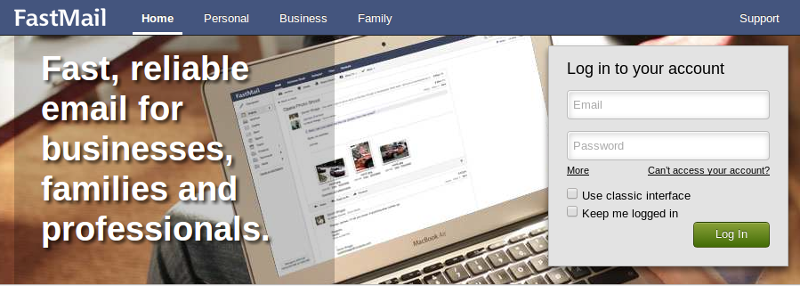 FastMail
Home Personal Business Family Support
Fast, reliable
email for
businesses,
families and
professionals.
Log in to your account
Email
Password
More Can't access your account?
Use classic interface
Keep me logged in
Log In
FastMail
MacBook Air